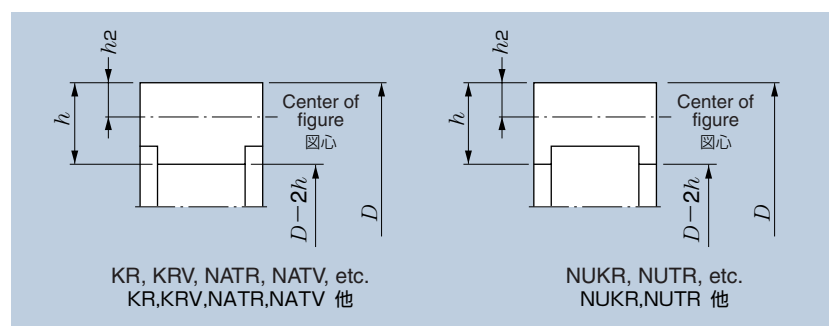 h2
h
Center of
figure
図心
D－2h
D
KR, KRV, NATR, NATV, etc.
KR,KRV,NATR,NATV 他
h2
h
Center of
figure
図心
D－2h
D
NUKR, NUTR, etc.
NUKR,NUTR 他